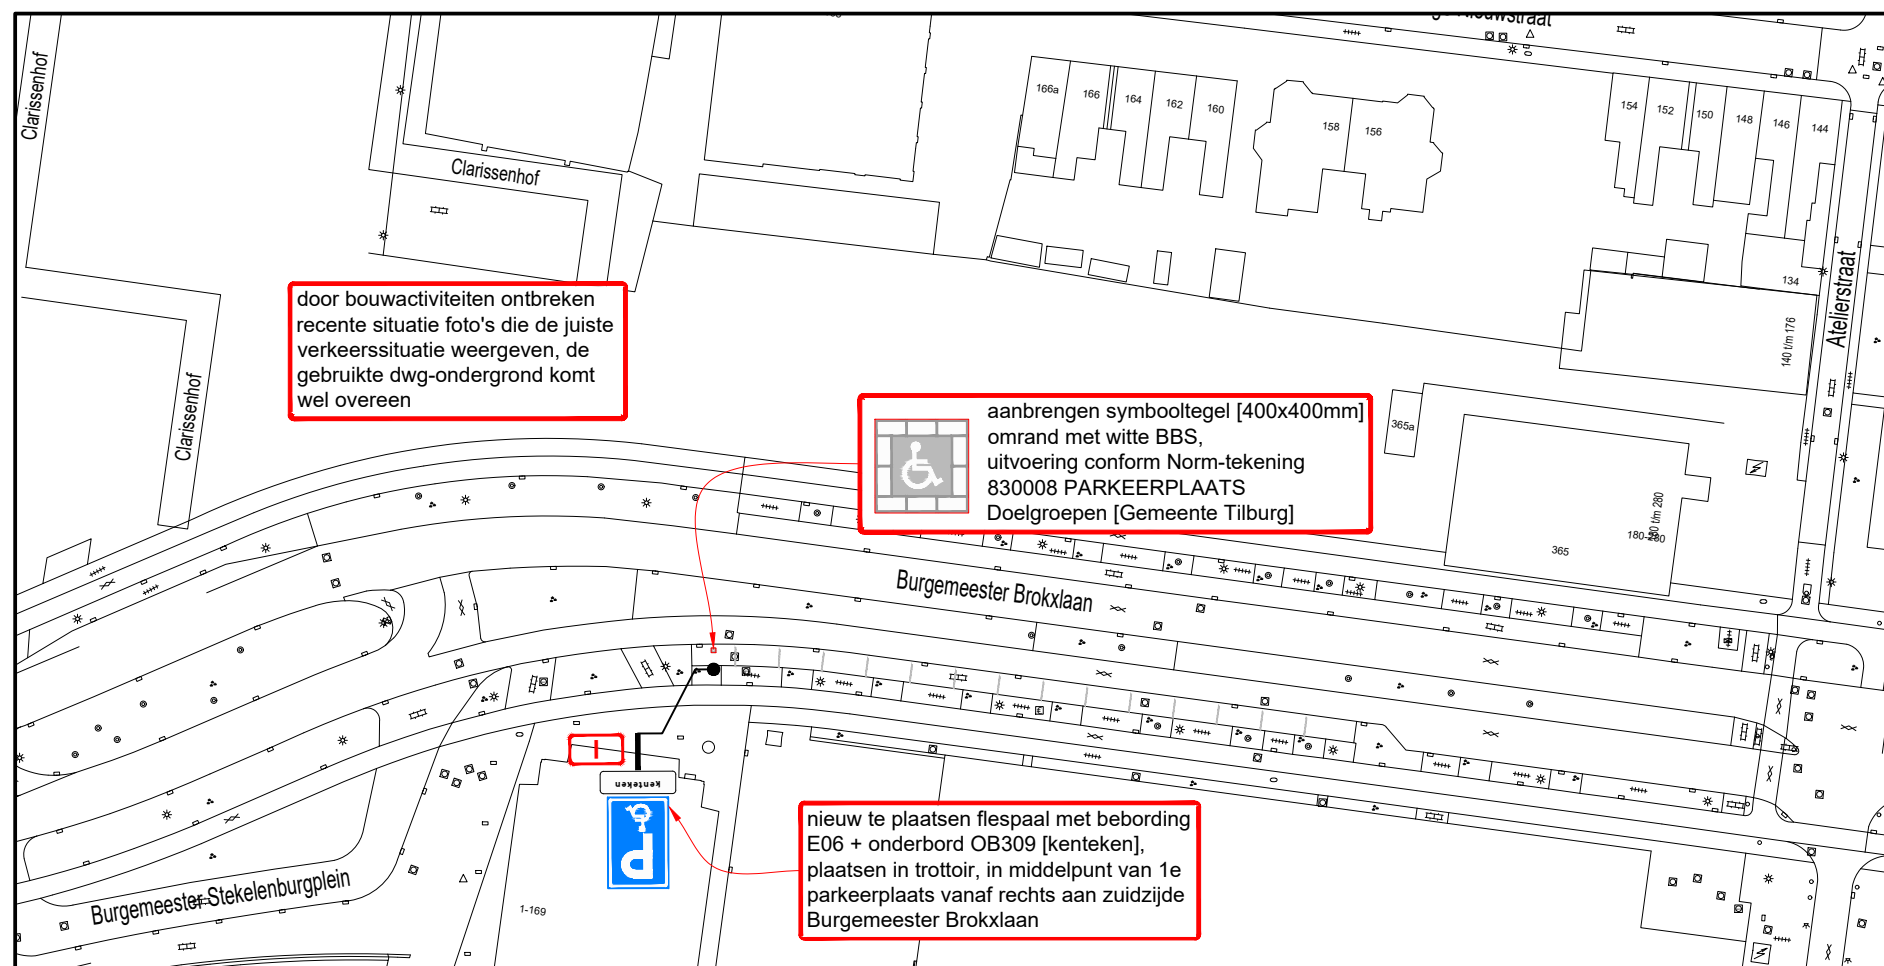 Clarissenhof
Clarissenhof
Clarissenhof
166a
166
164
162
160
158
156
154
152
150
148
146
144
134
140 t/m 176
Atelierstraat
door bouwactiviteiten ontbreken
recente situatie foto's die de juiste
verkeerssituatie weergeven, de
gebruikte dwg-ondergrond komt
wel overeen
aanbrengen symbooltegel [400x400mm]
omrand met witte BBS,
uitvoering conform Norm-tekening
830008 PARKEERPLAATS
Doelgroepen [Gemeente Tilburg]
365a
365
180-280
180 t/m 280
Burgemeester Brokxlaan
kenteken
P
nieuw te plaatsen flespaal met bebording
E06 + onderbord OB309 [kenteken],
plaatsen in trottoir, in middelpunt van 1e
parkeerplaats vanaf rechts aan zuidzijde
Burgemeester Brokxlaan
Burgemeester Stekelenburgplein
1-169